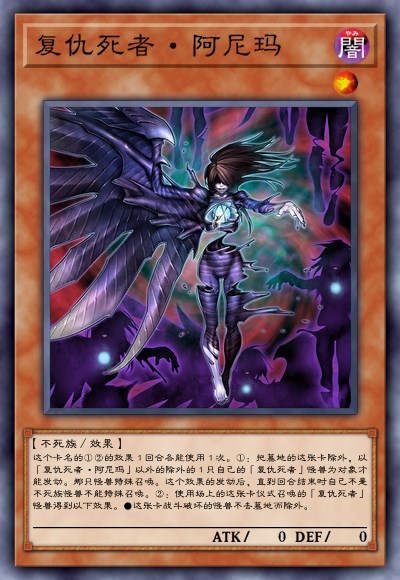 复仇死者·阿尼玛
やみ
闇
【不死族/效果】
这个卡名的①②的效果1回合各能使用1次。①:把墓地的这张卡除外,以
「复仇死者·阿尼玛」以外的除外的1只自己的「复仇死者」怪兽为对象才
能发动。那只怪兽特殊召唤。这个效果的发动后,直到回合结束时自己不是
不死族怪兽不能特殊召唤。②:使用场上的这张卡仪式召唤的「复仇死者」
怪兽得到以下效果。●这张卡战斗破坏的怪兽不去墓地而除外。
ATK/ 0 DEF/ 0